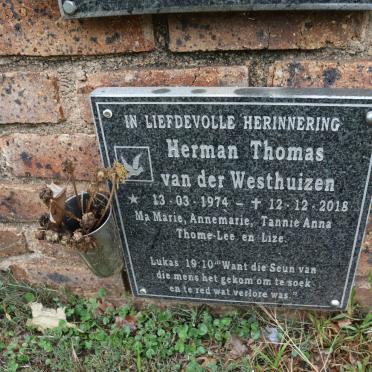 IN LIEFDEVOLLE HERINNERING
Herman Thomas
van der Westhuizen
★ 13 · 03 · 1974 – ✝ 12 · 12 · 2018
Ma Marie, Annemarie, Tannie Anna
Thome-Lee en Lize.
Lukas 19:10 "Want die Seun van
die mens het gekom om te soek
en te red wat verlore was."